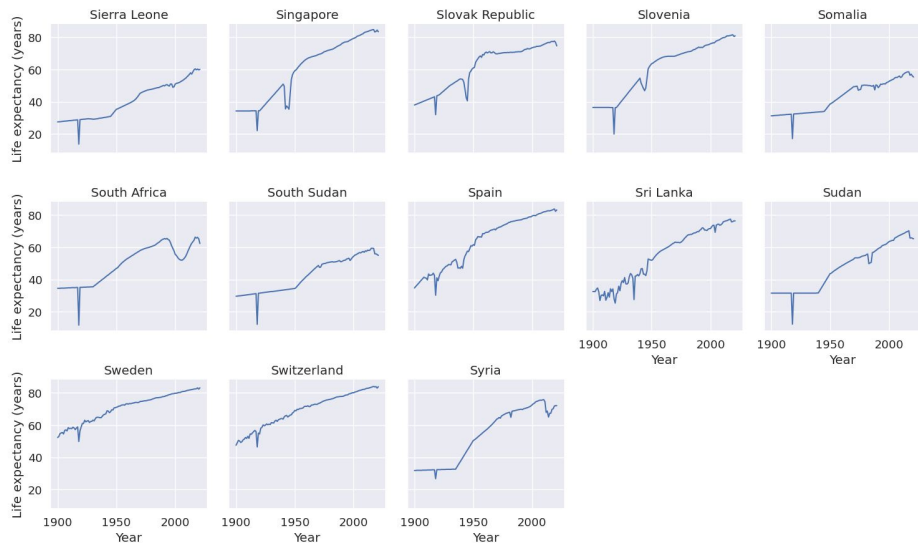 Sierra Leone
Singapore
Slovak Republic
Slovenia
Somalia
Life expectancy (years)
80
60
40
20
South Africa
South Sudan
Spain
Sri Lanka
Sudan
Life expectancy (years)
80
60
40
20
1900 1950 2000
Year
1900 1950 2000
Year
Sweden
Switzerland
Syria
Life expectancy (years)
80
60
40
20
1900 1950 2000
Year
1900 1950 2000
Year
1900 1950 2000
Year